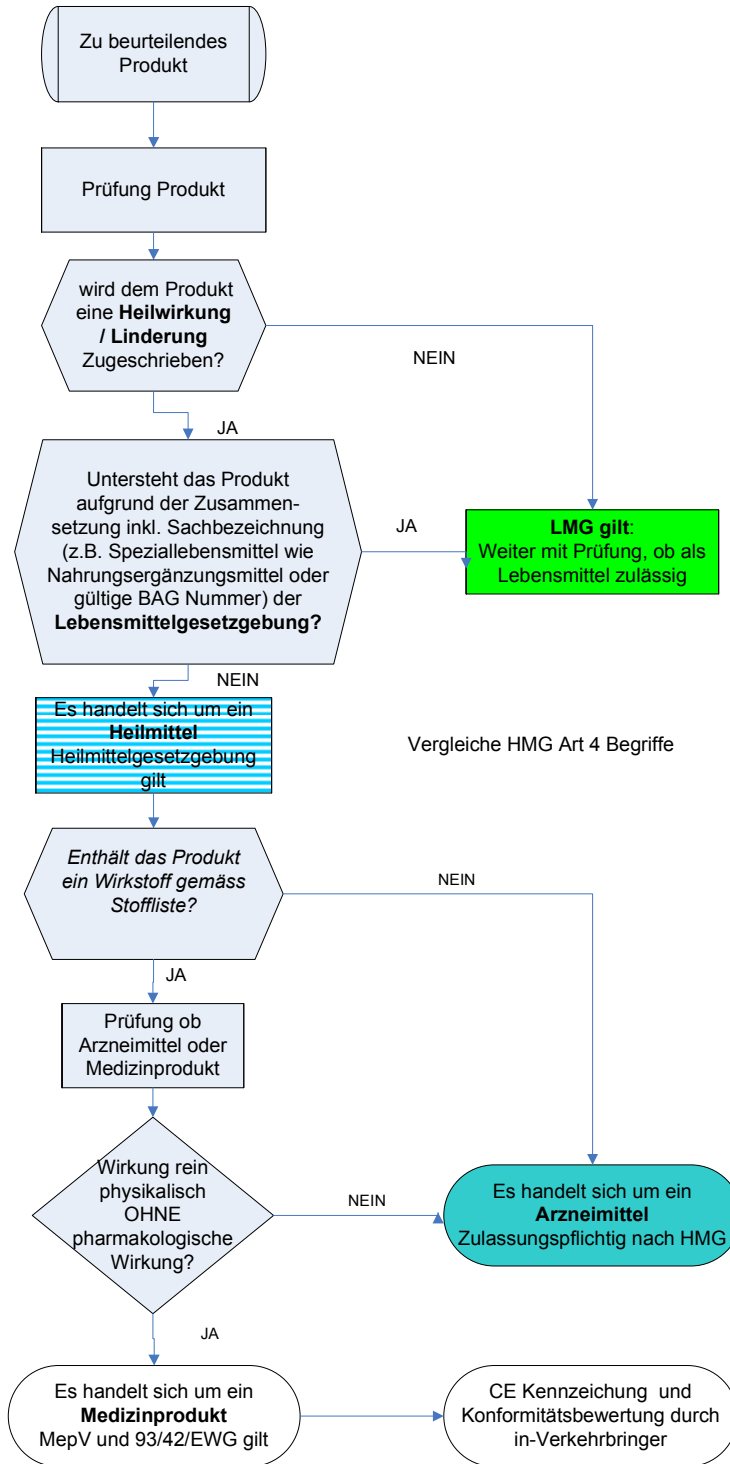 Zu beurteilendes
Produkt
Prüfung Produkt
wird dem Produkt
eine Heilwirkung
/ Linderung
Zugeschrieben?
NEIN
JA
Untersteht das Produkt
aufgrund der Zusammen-
setzung inkl. Sachbezeichnung
(z.B. Speziallebensmittel wie
Nahrungsergänzungsmittel oder
gültige BAG Nummer) der
Lebensmittelgesetzgebung?
JA
LMG gilt:
Weiter mit Prüfung, ob als
Lebensmittel zulässig
NEIN
Es handelt sich um ein
Heilmittel
Heilmittelgesetzgebung
gilt
Vergleiche HMG Art 4 Begriffe
Enthält das Produkt
ein Wirkstoff gemäss
Stoffliste?
NEIN
JA
Prüfung ob
Arzneimittel oder
Medizinprodukt
Wirkung rein
physikalisch
OHNE
pharmakologische
Wirkung?
NEIN
Es handelt sich um ein
Arzneimittel
Zulassungspflichtig nach HMG
JA
Es handelt sich um ein
Medizinprodukt
MepV und 93/42/EWG gilt
CE Kennzeichung und
Konformitätsbewertung durch
in-Verkehrbringer